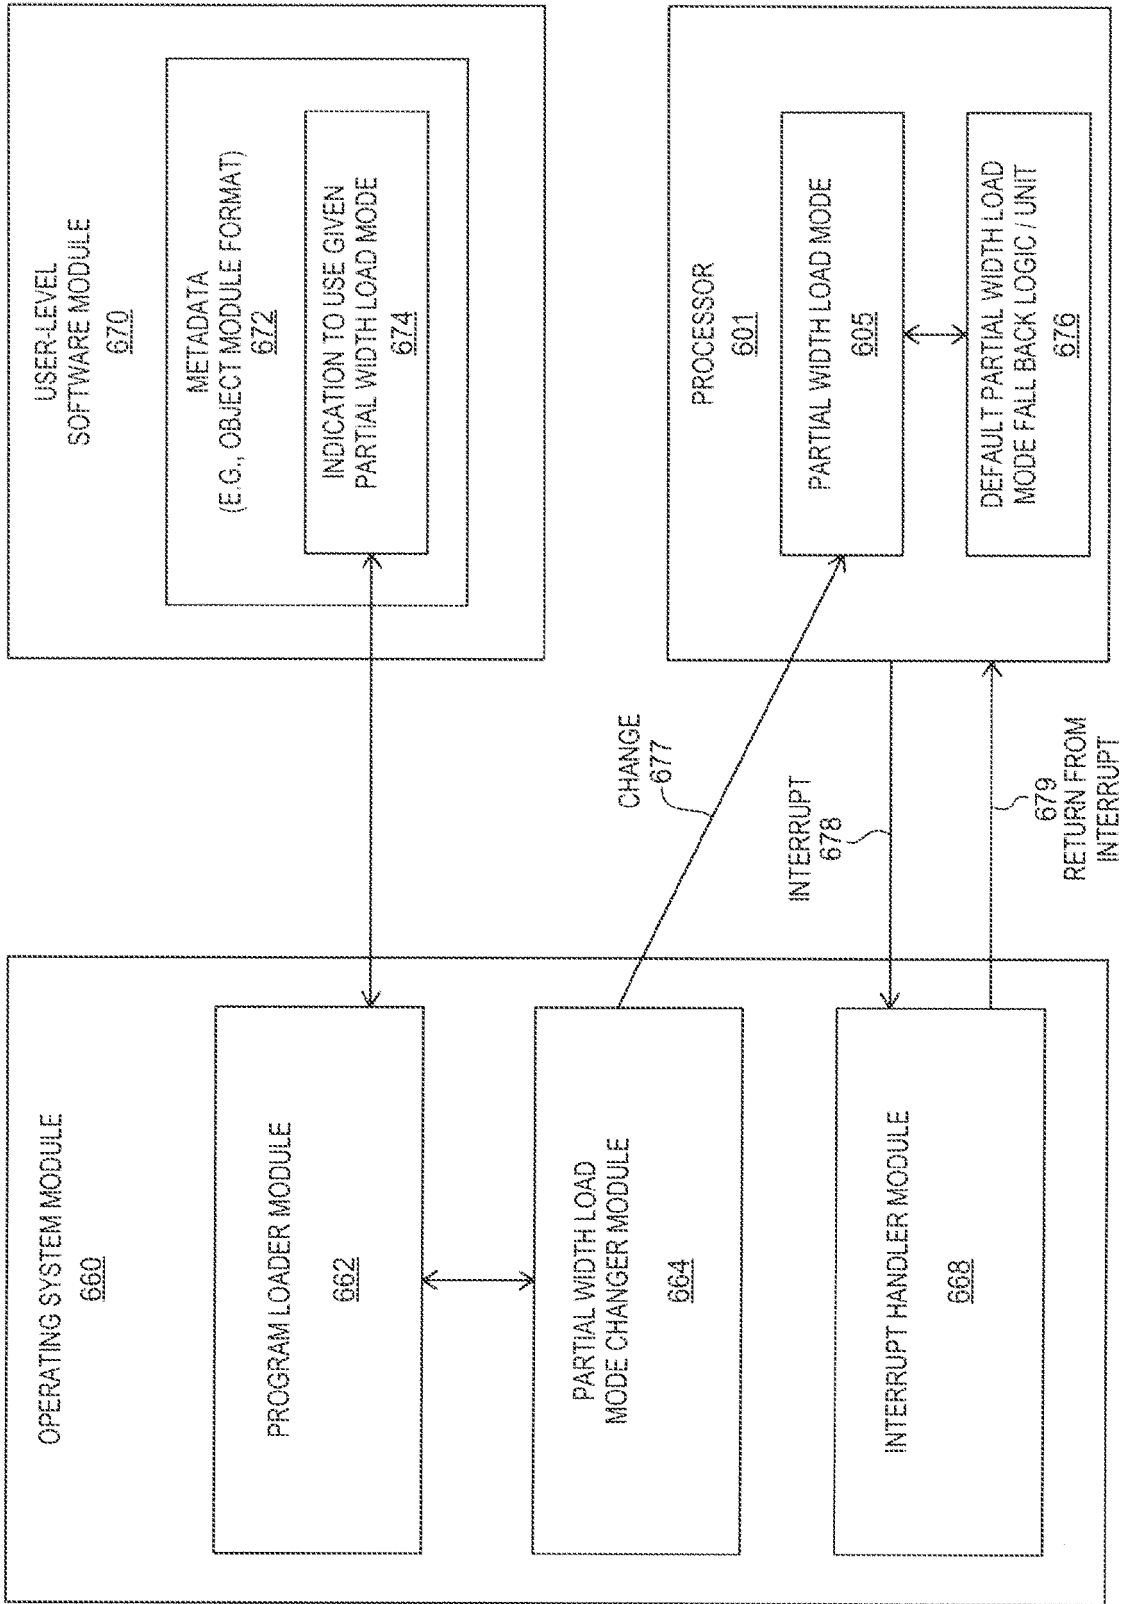 OPERATING SYSTEM MODULE
660
PROGRAM LOADER MODULE
662
PARTIAL WIDTH LOAD
MODE CHANGER MODULE
664
INTERRUPT HANDLER MODULE
668
CHANGE
677
INTERRUPT
678
679
RETURN FROM
INTERRUPT
USER-LEVEL
SOFTWARE MODULE
670
METADATA
(E.G., OBJECT MODULE FORMAT)
672
INDICATION TO USE GIVEN
PARTIAL WIDTH LOAD MODE
674
PROCESSOR
601
PARTIAL WIDTH LOAD MODE
605
DEFAULT PARTIAL WIDTH LOAD
MODE FALL BACK LOGIC / UNIT
676